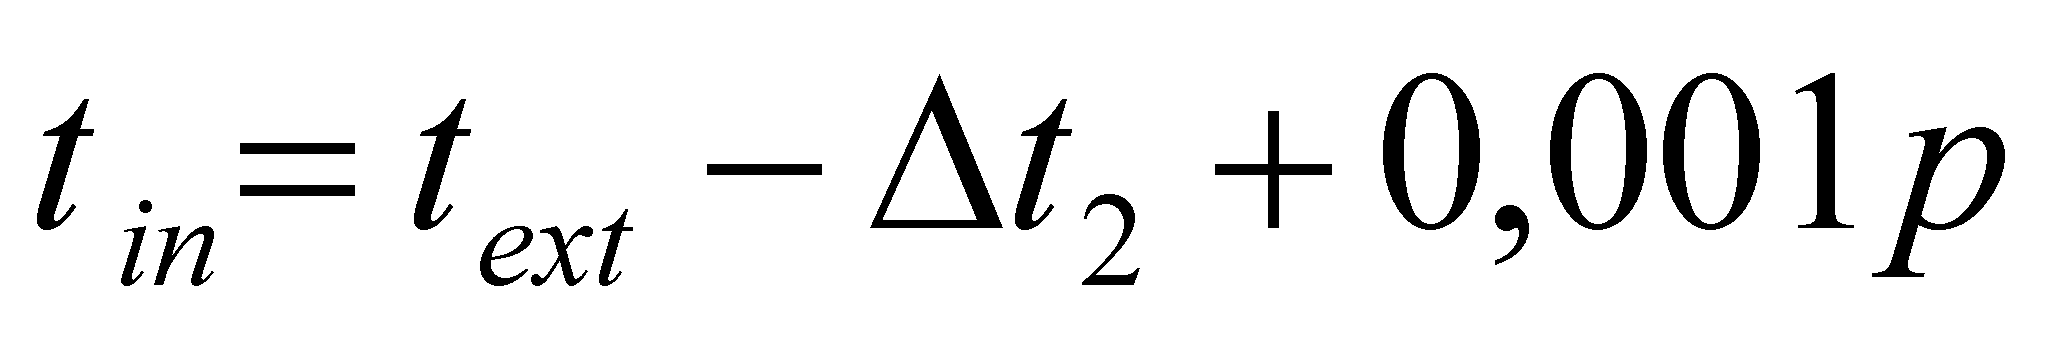 t_in = t_ext − Δt_2 + 0,001p